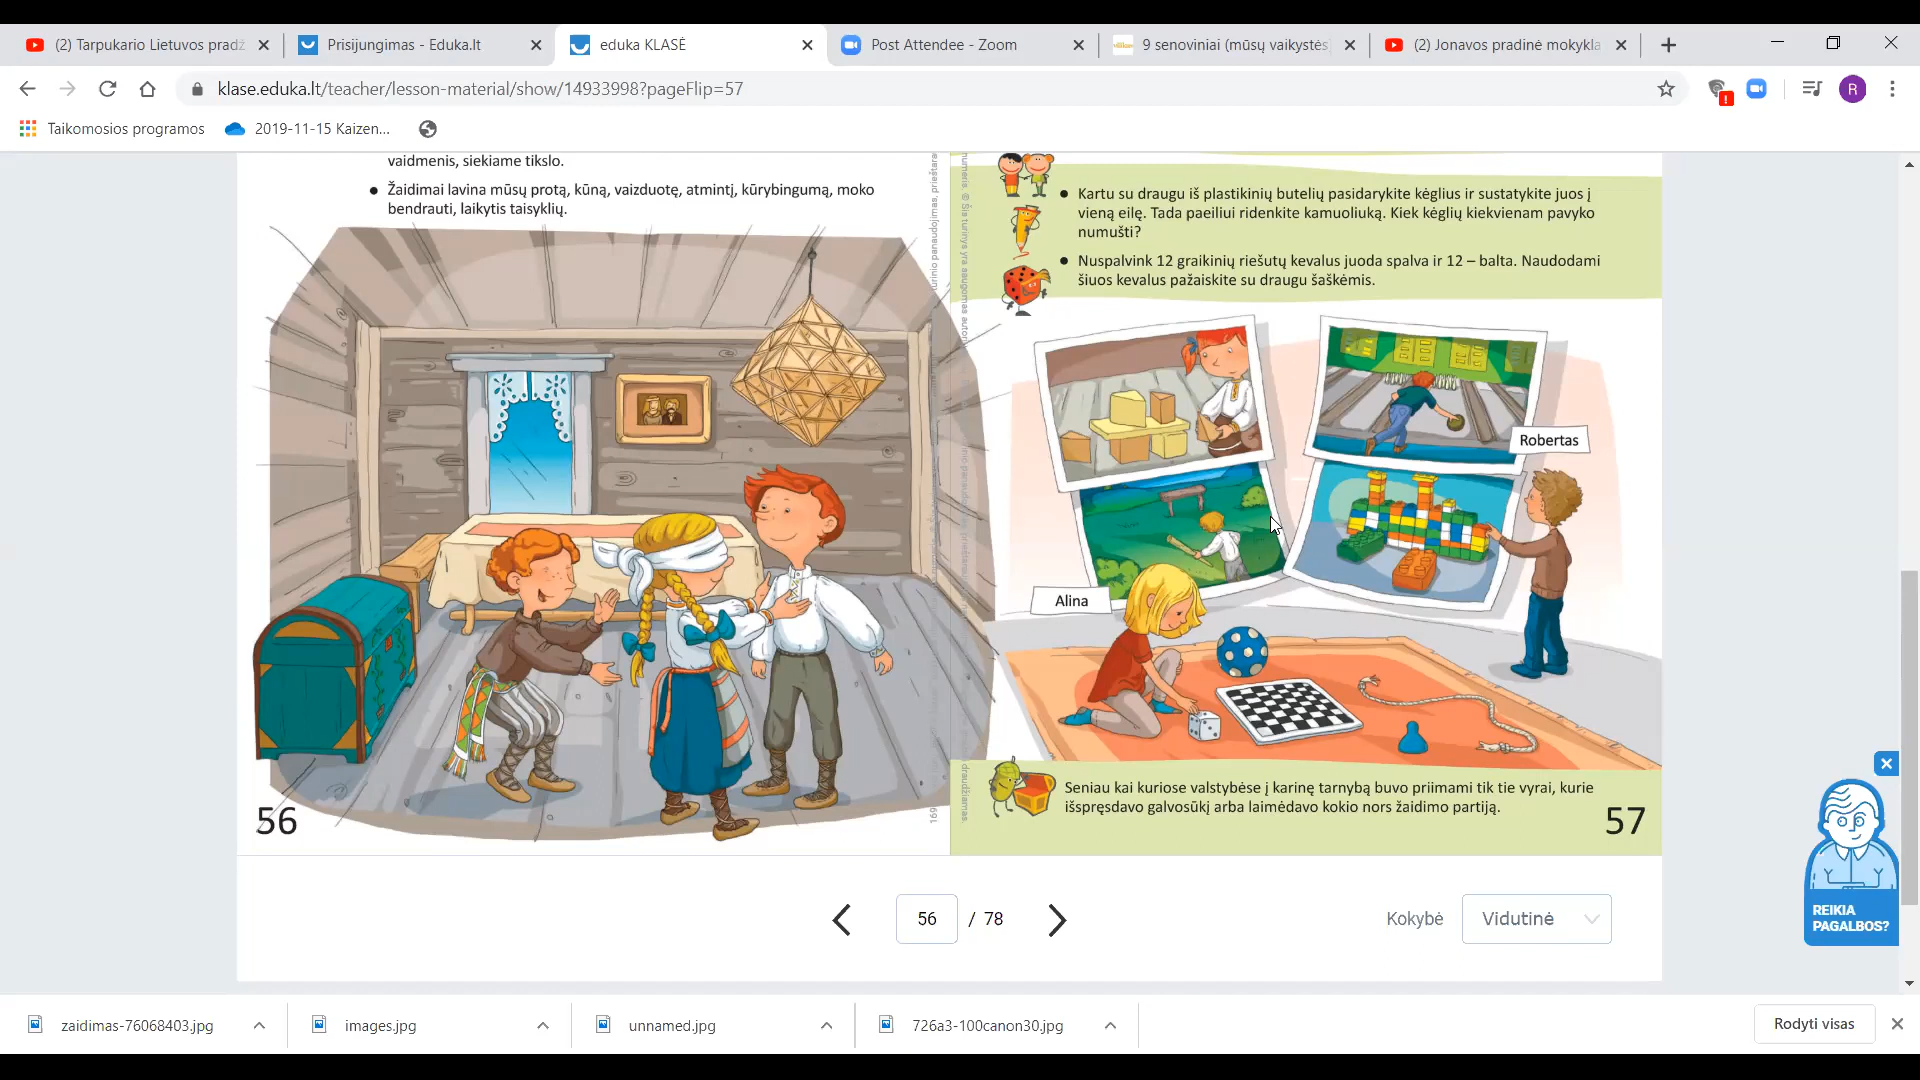 (2) Tarpukario Lietuvos pradž
Prisijungimas - Eduka.lt
eduka KLASĖ
Post Attendee - Zoom
9 senoviniai (mūsų vaikystės
(2) Jonavos pradinė mokykla
klase.eduka.lt/teacher/lesson-material/show/14933998?pageFlip=57
R
Taikomosios programos
2019-11-15 Kaizen...
vaidmenis, siekiame tikslo.
● Žaidimai lavina mūsų protą, kūną, vaizduotę, atmintį, kūrybingumą, moko
bendrauti, laikytis taisyklių.
● Kartu su draugu iš plastikinių butelių pasidarykite kėglius ir sustatykite juos į
vieną eilę. Tada paeiliui ridenkite kamuoliuką. Kiek kėglių kiekvienam pavyko
numušti?
● Nuspalvink 12 graikinių riešutų kevalus juoda spalva ir 12 – balta. Naudodami
šiuos kevalus pažaiskite su draugu šaškėmis.
Robertas
Alina
Seniau kai kuriose valstybėse į karinę tarnybą buvo priimami tik tie vyrai, kurie
išspręsdavo galvosūkį arba laimėdavo kokio nors žaidimo partiją.
56
57
56 / 78
Kokybė
Vidutinė
REIKIA
PAGALBOS?
zaidimas-76068403.jpg
images.jpg
unnamed.jpg
726a3-100canon30.jpg
Rodyti visas